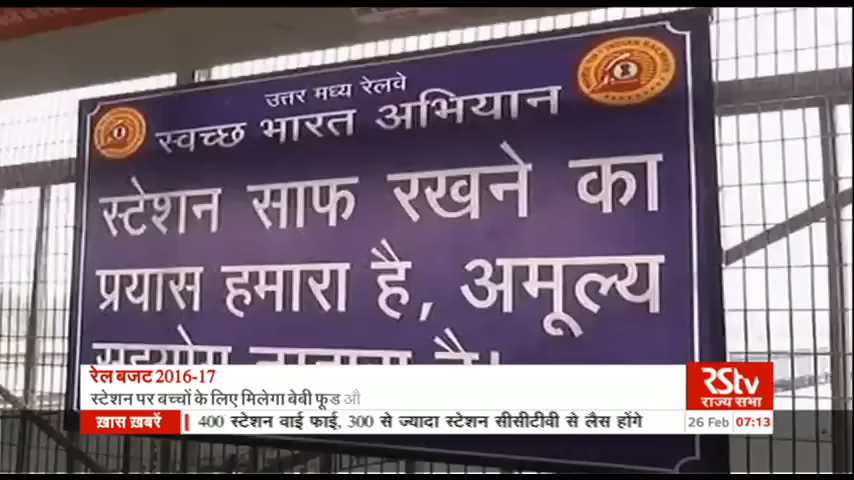 उत्तर मध्य रेलवे
स्वच्छ भारत अभियान
स्टेशन साफ रखने का
प्रयास हमारा है, अमूल्य
रेल बजट 2016-17
स्टेशन पर बच्चों के लिए मिलेगा बेबी फूड औ
RStv
राज्य सभा
ख़ास ख़बरें
400 स्टेशन वाई फाई, 300 से ज्यादा स्टेशन सीसीटीवी से लैस होंगे
26 Feb 07:13